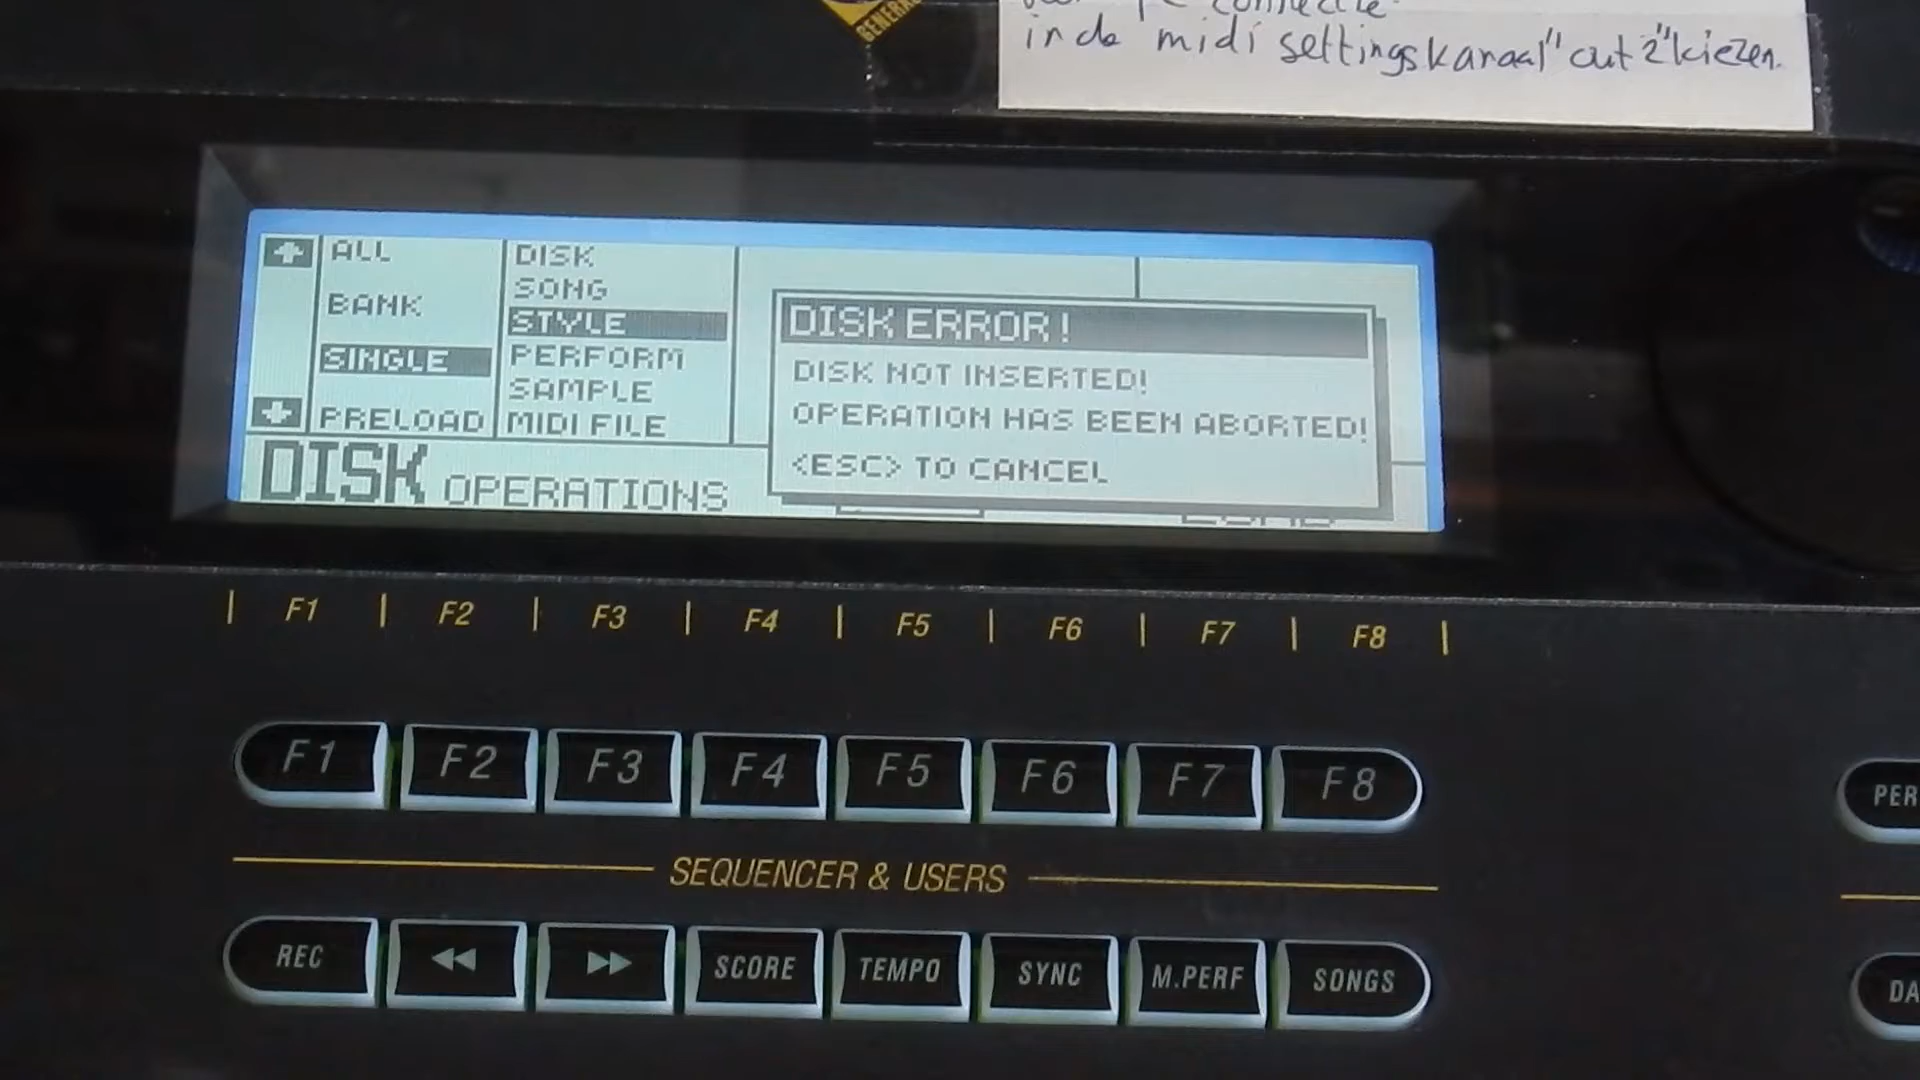 GENERA
connectie
in de midi settings kanaal "out 2" kiezen.
ALL
BANK
SINGLE
PRELOAD
DISK
SONG
STYLE
PERFORM
SAMPLE
MIDI FILE
DISK ERROR!
DISK NOT INSERTED!
OPERATION HAS BEEN ABORTED!
<ESC> TO CANCEL
DISK OPERATIONS
F1 F2 F3 F4 F5 F6 F7 F8
F1 F2 F3 F4 F5 F6 F7 F8
PER
SEQUENCER & USERS
REC SCORE TEMPO SYNC M.PERF SONGS
DA